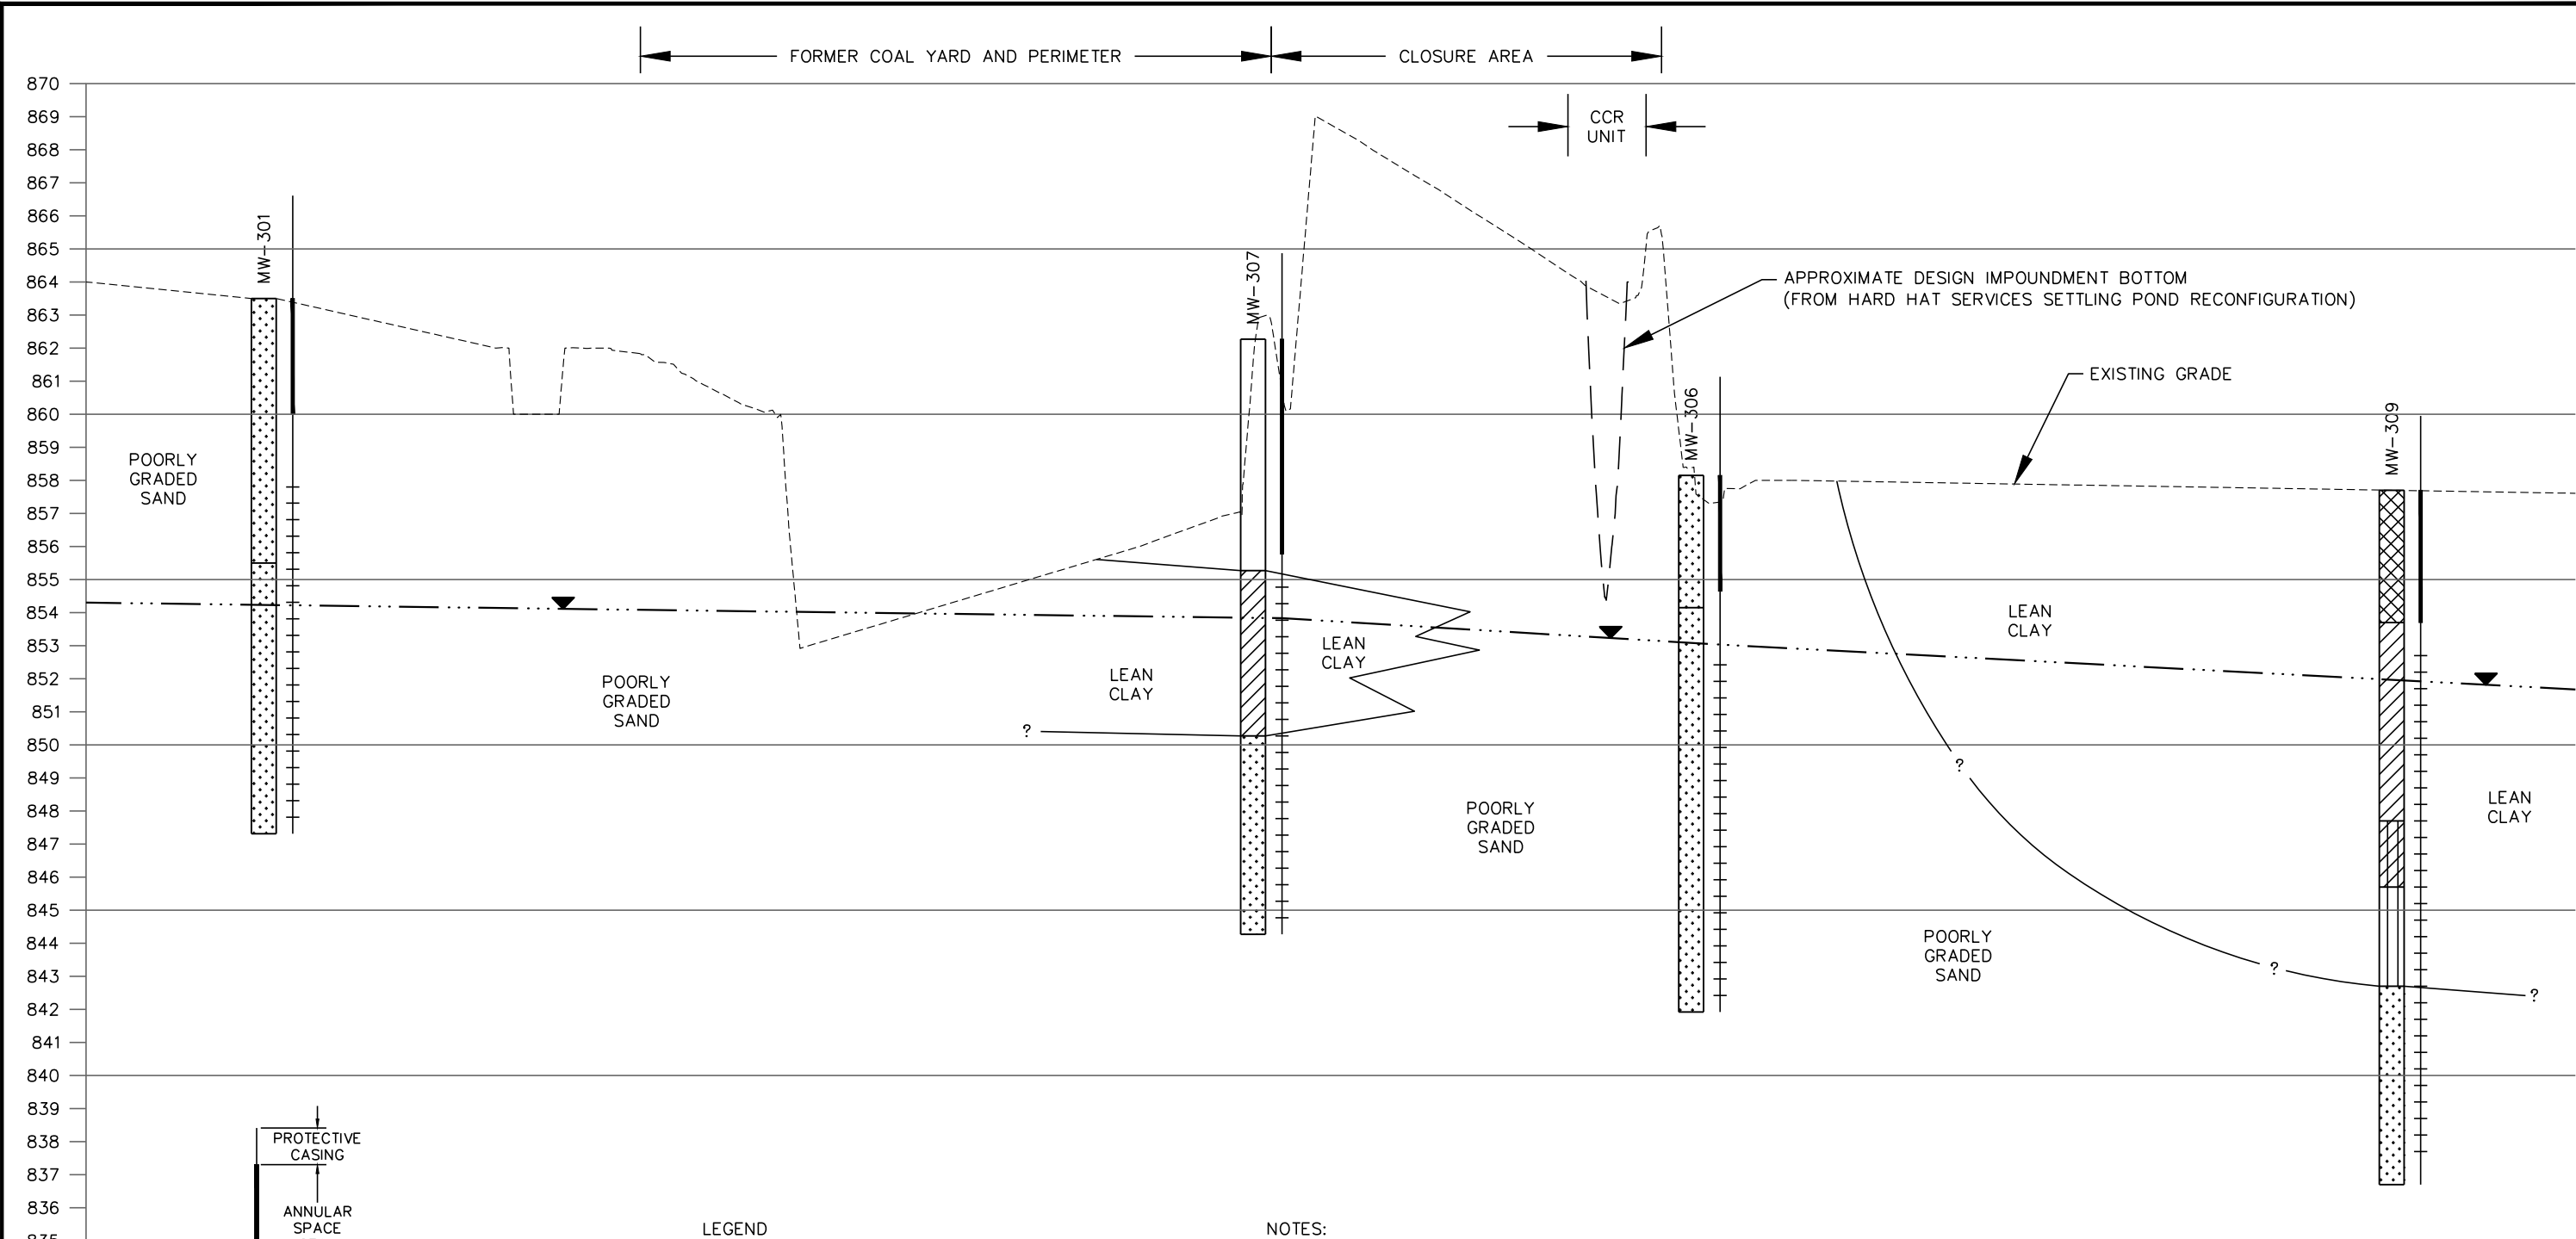 FORMER COAL YARD AND PERIMETER
CLOSURE AREA
CCR
UNIT
870
869
868
867
866
865
864
863
862
861
860
859
858
857
856
855
854
853
852
851
850
849
848
847
846
845
844
843
842
841
840
839
838
837
836
MW-301
MW-307
MW-306
MW-309
APPROXIMATE DESIGN IMPOUNDMENT BOTTOM
(FROM HARD HAT SERVICES SETTLING POND RECONFIGURATION)
EXISTING GRADE
POORLY
GRADED
SAND
POORLY
GRADED
SAND
LEAN
CLAY
?
LEAN
CLAY
POORLY
GRADED
SAND
LEAN
CLAY
?
POORLY
GRADED
SAND
?
LEAN
CLAY
?
PROTECTIVE
CASING
ANNULAR
SPACE
LEGEND
NOTES: